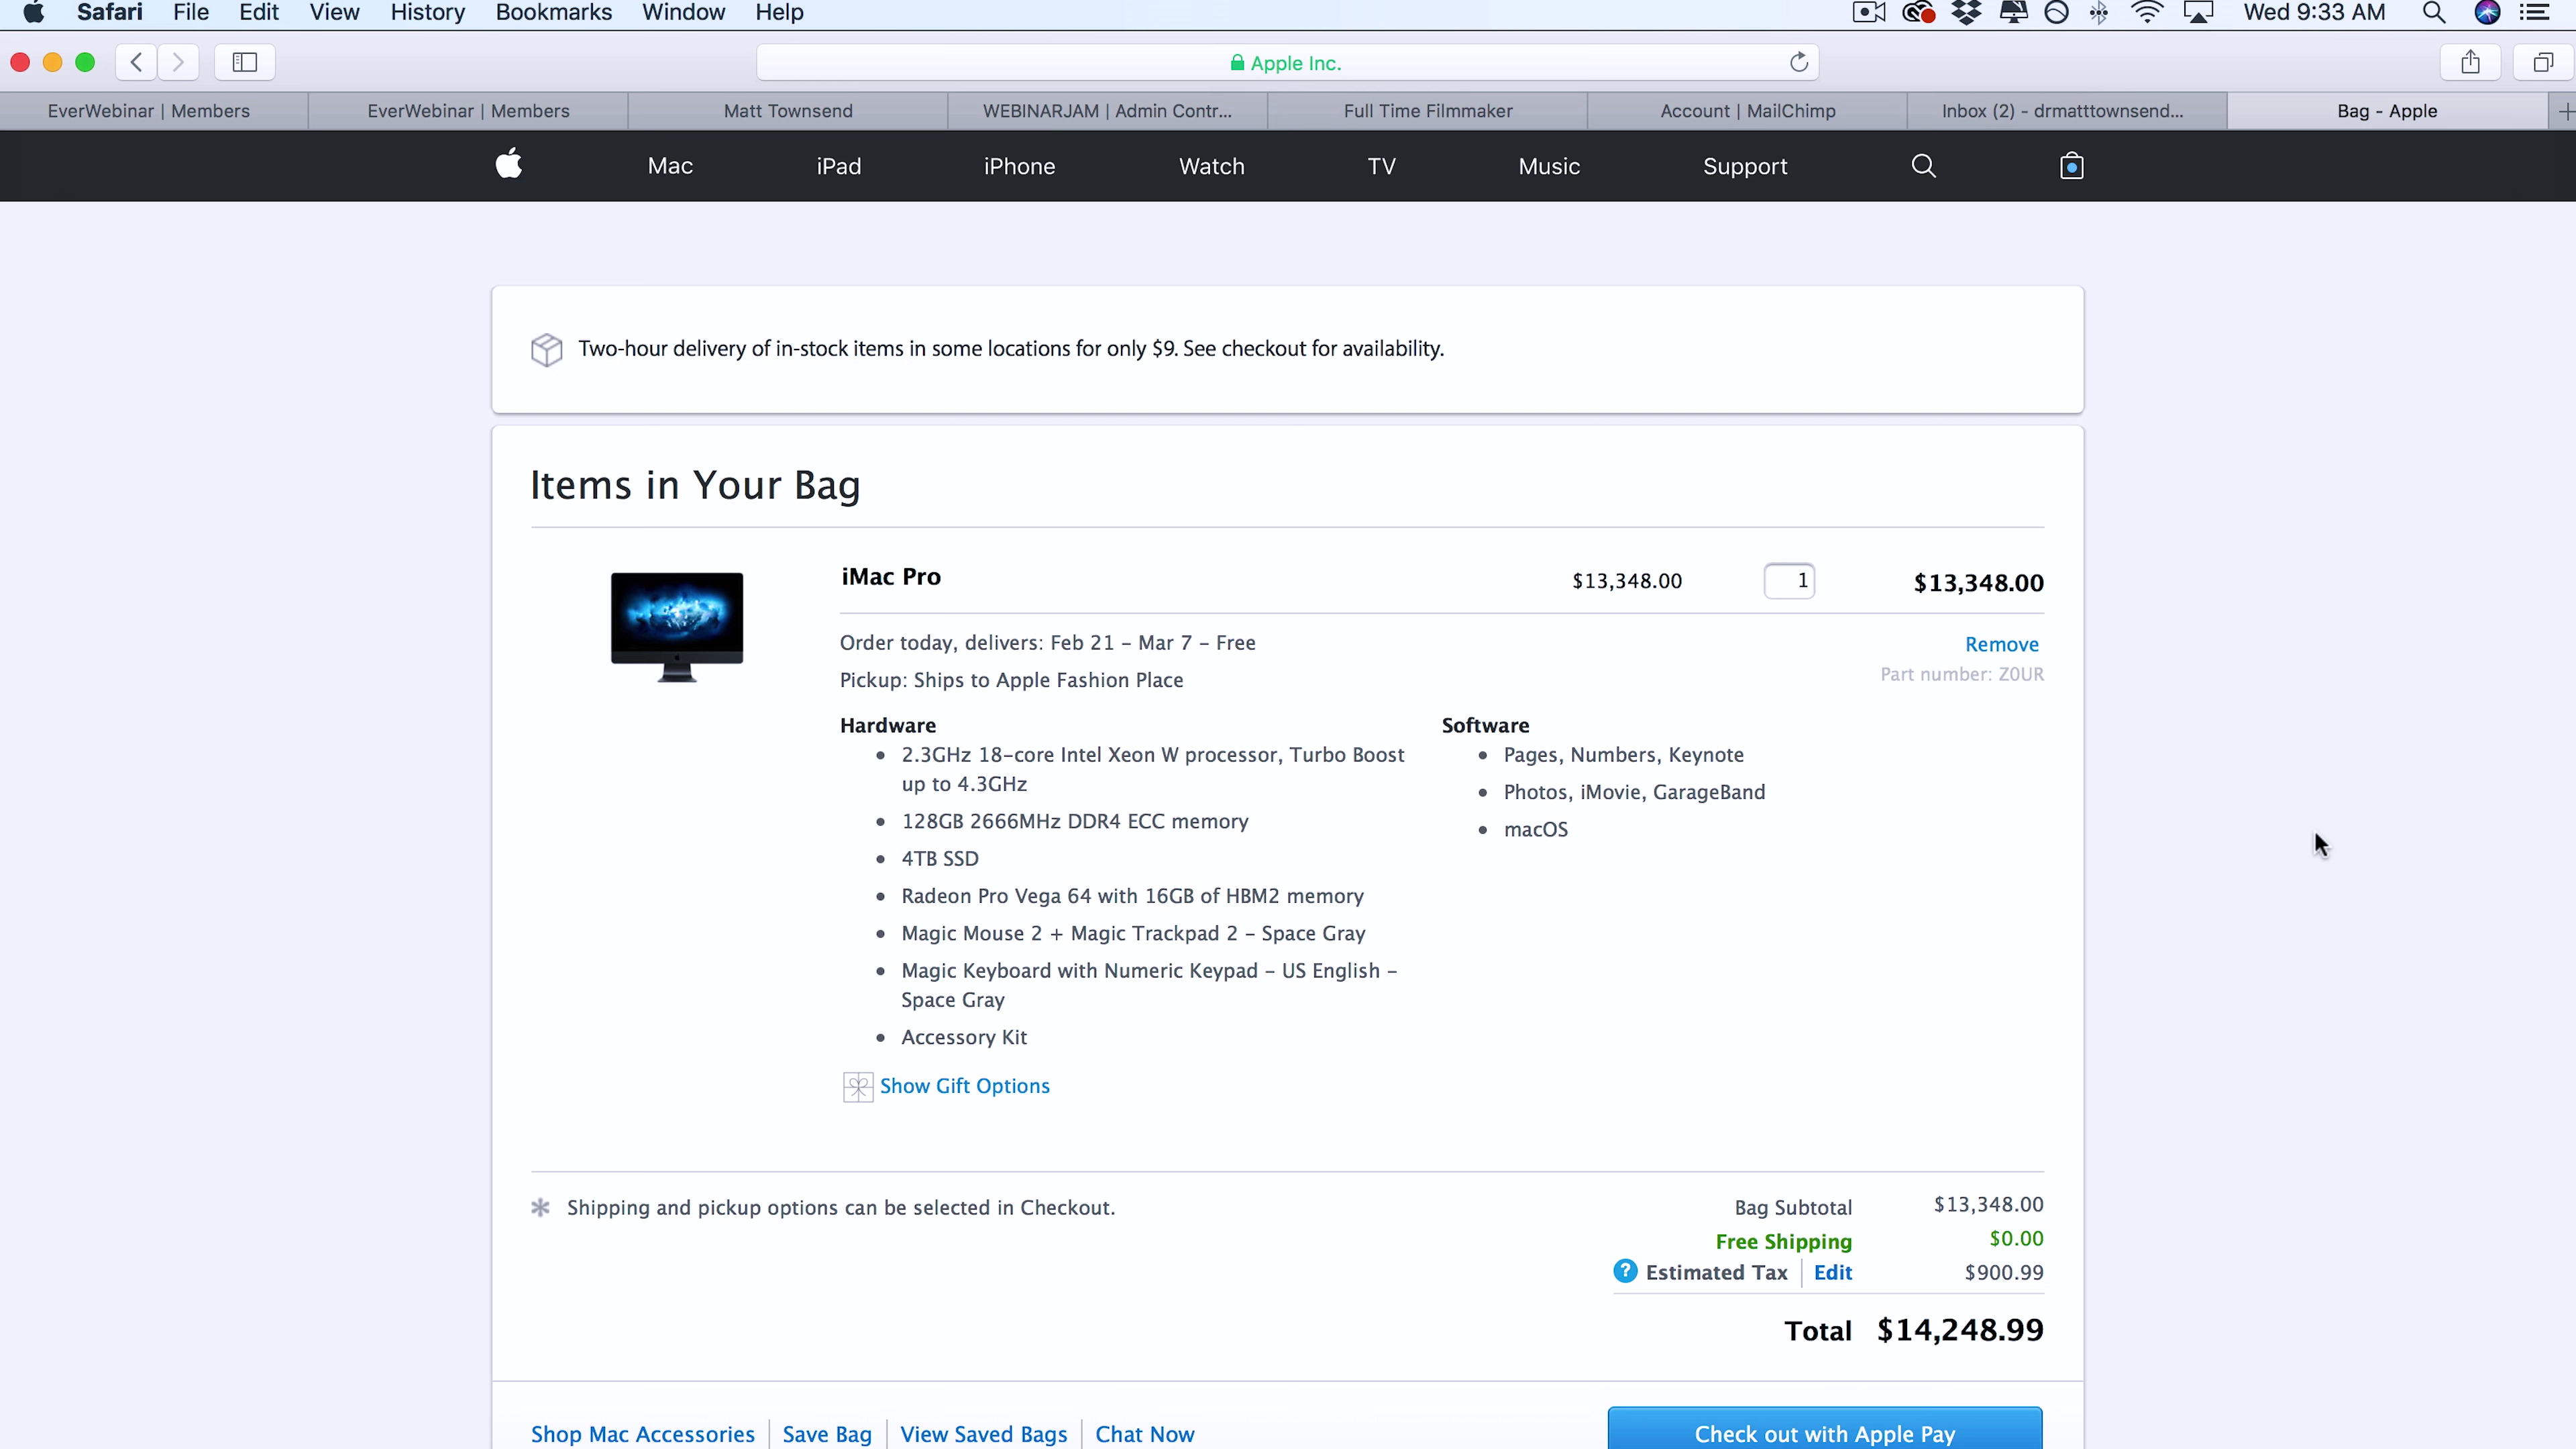 Safari File Edit View History Bookmarks Window Help Wed 9:33 AM
Apple Inc.
EverWebinar | Members EverWebinar | Members Matt Townsend WEBINARJAM | Admin Contr... Full Time Filmmaker Account | MailChimp Inbox (2) - drmatttownsend... Bag - Apple
Mac iPad iPhone Watch TV Music Support
Two-hour delivery of in-stock items in some locations for only $9. See checkout for availability.
Items in Your Bag
iMac Pro $13,348.00 1 $13,348.00
Order today, delivers: Feb 21 – Mar 7 – Free Remove
Pickup: Ships to Apple Fashion Place Part number: Z0UR
Hardware
• 2.3GHz 18-core Intel Xeon W processor, Turbo Boost
up to 4.3GHz
• 128GB 2666MHz DDR4 ECC memory
• 4TB SSD
• Radeon Pro Vega 64 with 16GB of HBM2 memory
• Magic Mouse 2 + Magic Trackpad 2 – Space Gray
• Magic Keyboard with Numeric Keypad – US English –
Space Gray
• Accessory Kit
Software
• Pages, Numbers, Keynote
• Photos, iMovie, GarageBand
• macOS
Show Gift Options
* Shipping and pickup options can be selected in Checkout.
Bag Subtotal $13,348.00
Free Shipping $0.00
? Estimated Tax | Edit $900.99
Total $14,248.99
Shop Mac Accessories | Save Bag | View Saved Bags | Chat Now
Check out with Apple Pay